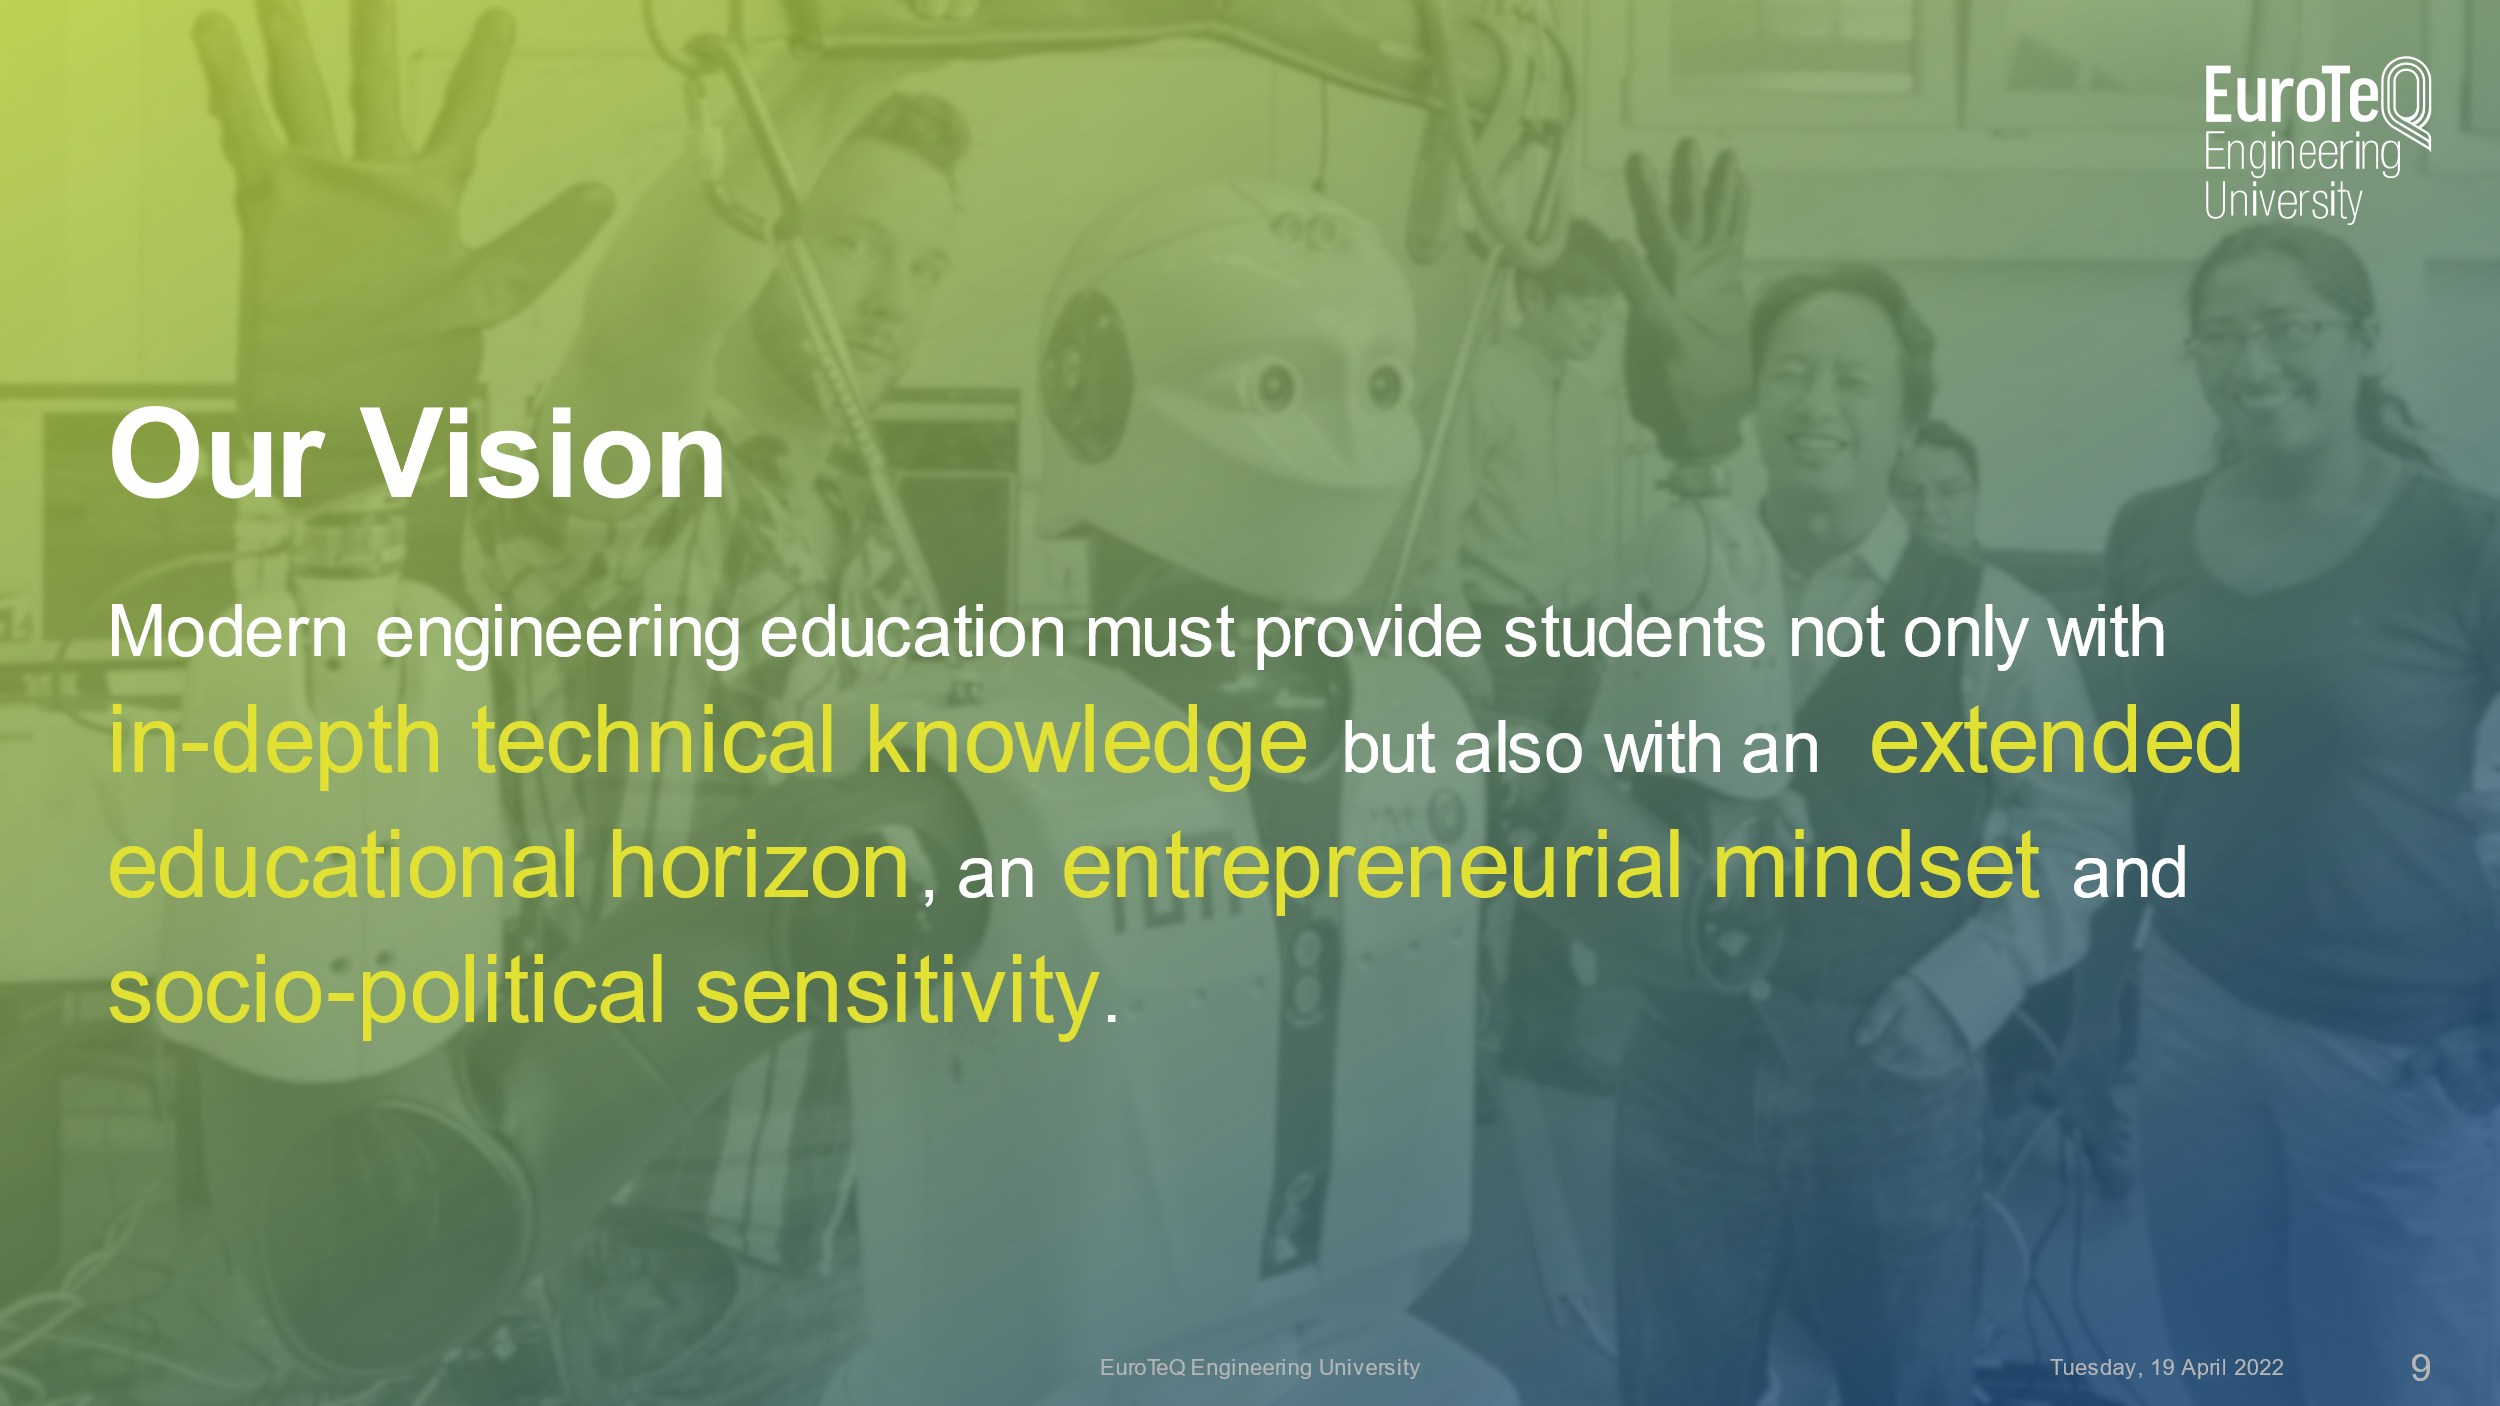 EuroTeQ
Engineering
University
Our Vision
Modern engineering education must provide students not only with
in-depth technical knowledge but also with an extended
educational horizon, an entrepreneurial mindset and
socio-political sensitivity.
EuroTeQ Engineering University
Tuesday, 19 April 2022
9